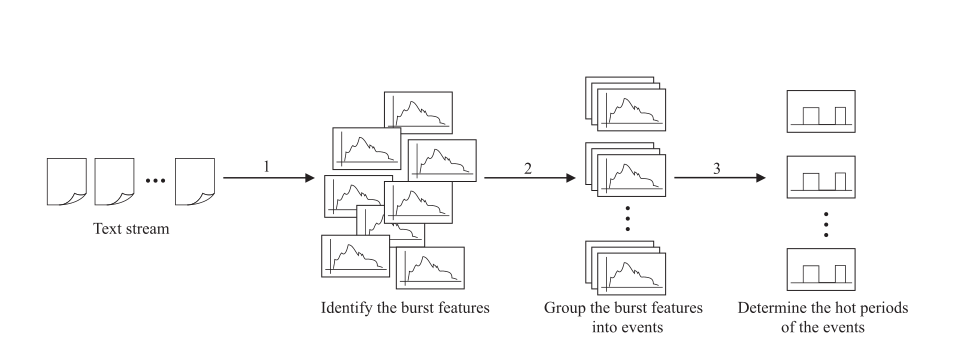 1
2
3
Text stream
Identify the burst features
Group the burst features
into events
Determine the hot periods
of the events